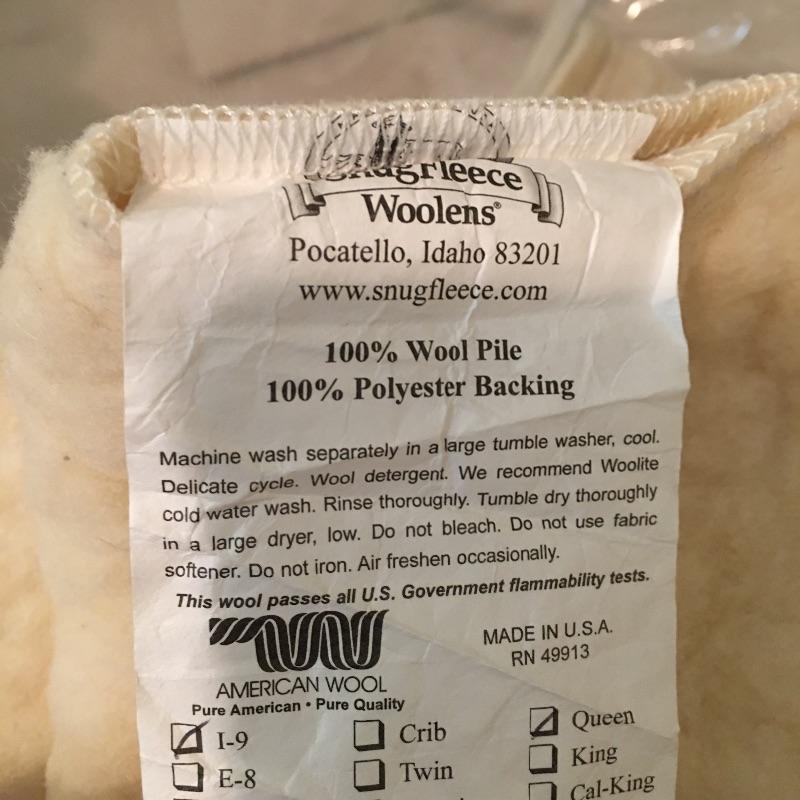 Snugfleece
Woolens®
Pocatello, Idaho 83201
www.snugfleece.com
100% Wool Pile
100% Polyester Backing
Machine wash separately in a large tumble washer, cool.
Delicate cycle. Wool detergent. We recommend Woolite
cold water wash. Rinse thoroughly. Tumble dry thoroughly
in a large dryer, low. Do not bleach. Do not use fabric
softener. Do not iron. Air freshen occasionally.
This wool passes all U.S. Government flammability tests.
MADE IN U.S.A.
RN 49913
AMERICAN WOOL
Pure American • Pure Quality
I-9 Crib Queen
E-8 Twin King
Cal-King